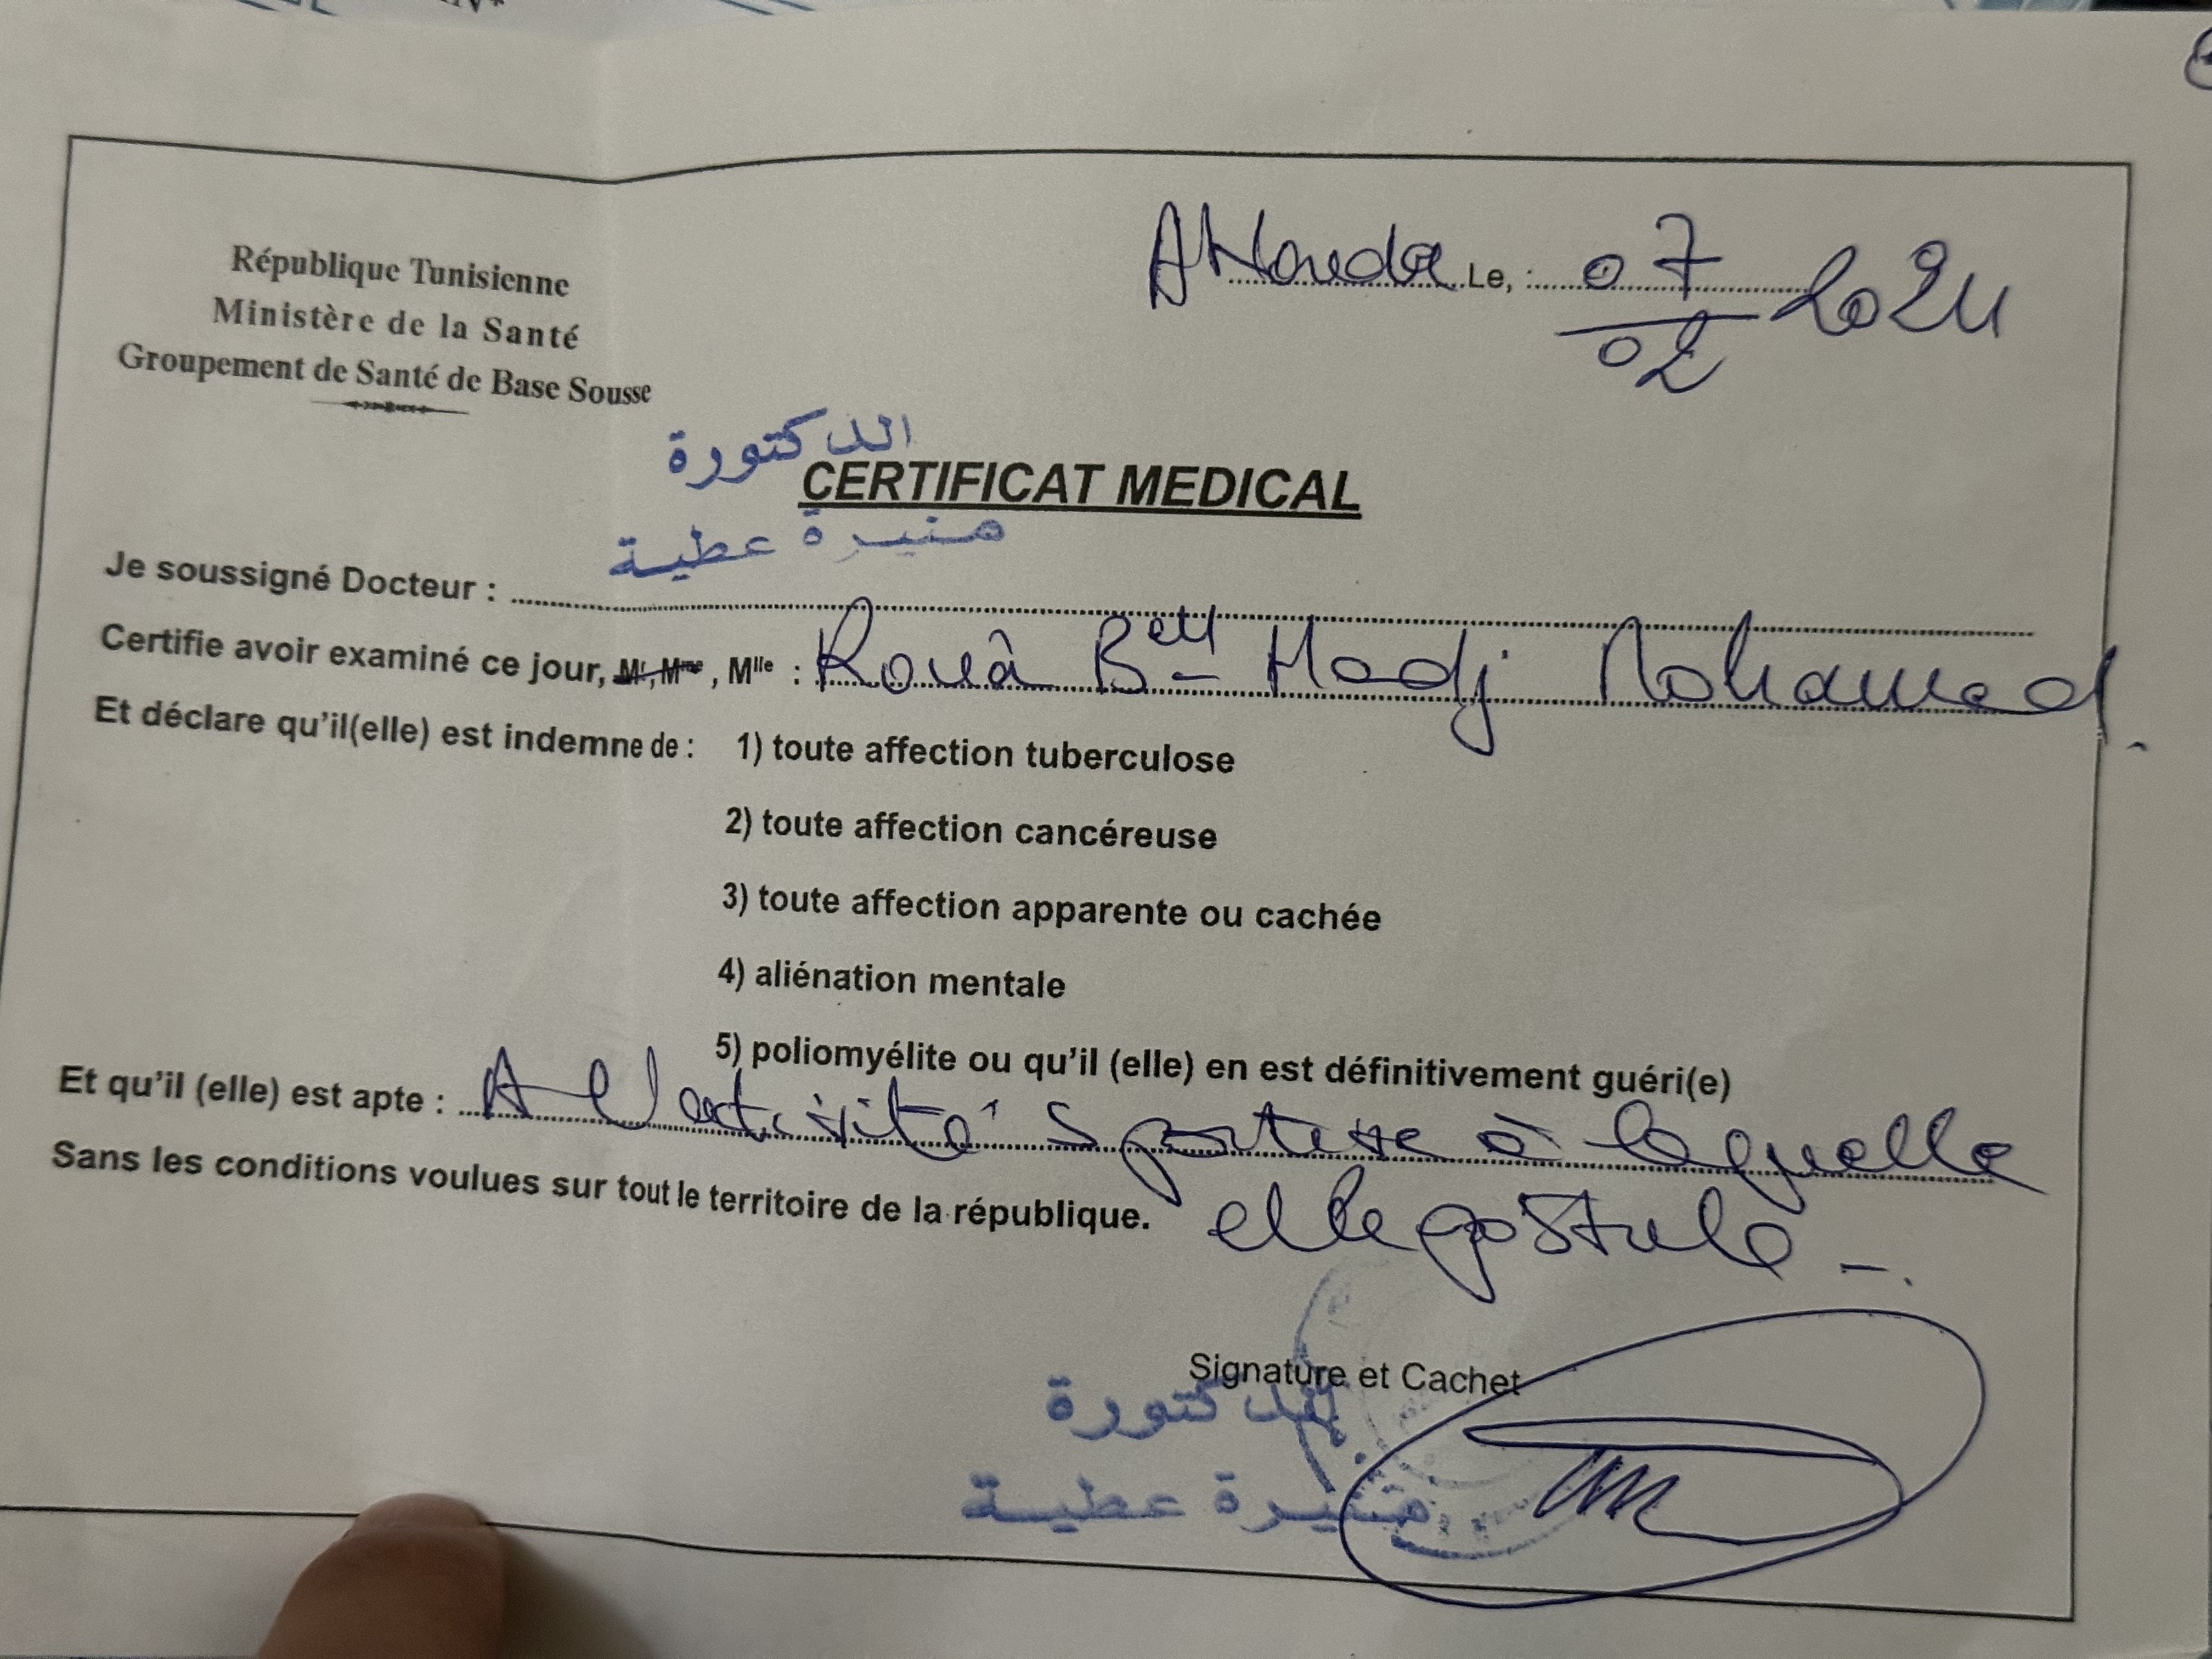 République Tunisienne
Ministère de la Santé
Groupement de Santé de Base Sousse
Le, : 07/02 2024
الدكتورة
CERTIFICAT MEDICAL
منيرة عطية
Je soussigné Docteur :
Certifie avoir examiné ce jour, Mr, Mme, Mlle : Rouâ Bett Hadj Mohamed.
Et déclare qu'il(elle) est indemne de : 1) toute affection tuberculose
2) toute affection cancéreuse
3) toute affection apparente ou cachée
4) aliénation mentale
5) poliomyélite ou qu'il (elle) en est définitivement guéri(e)
Et qu'il (elle) est apte : A l'activité sportive à laquelle
Sans les conditions voulues sur tout le territoire de la république. elle postule -.
Signature et Cachet
الدكتورة
منيرة عطية